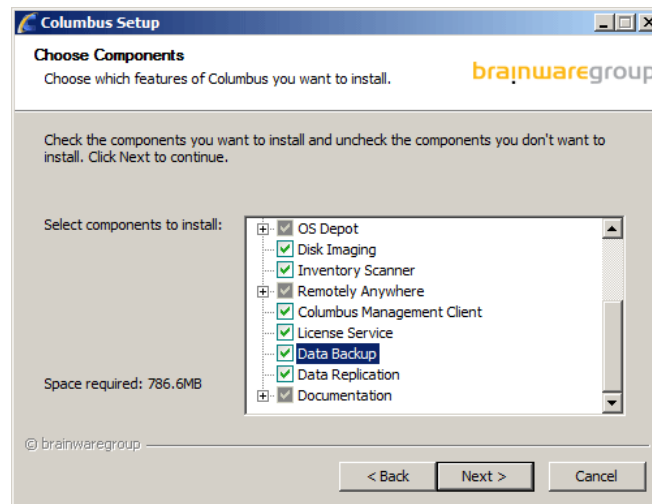 Columbus Setup
Choose Components
Choose which features of Columbus you want to install.
brainwaregroup
Check the components you want to install and uncheck the components you don't want to
install. Click Next to continue.
Select components to install:
OS Depot
Disk Imaging
Inventory Scanner
Remotely Anywhere
Columbus Management Client
License Service
Data Backup
Data Replication
Documentation
Space required: 786.6MB
© brainwaregroup
< Back
Next >
Cancel